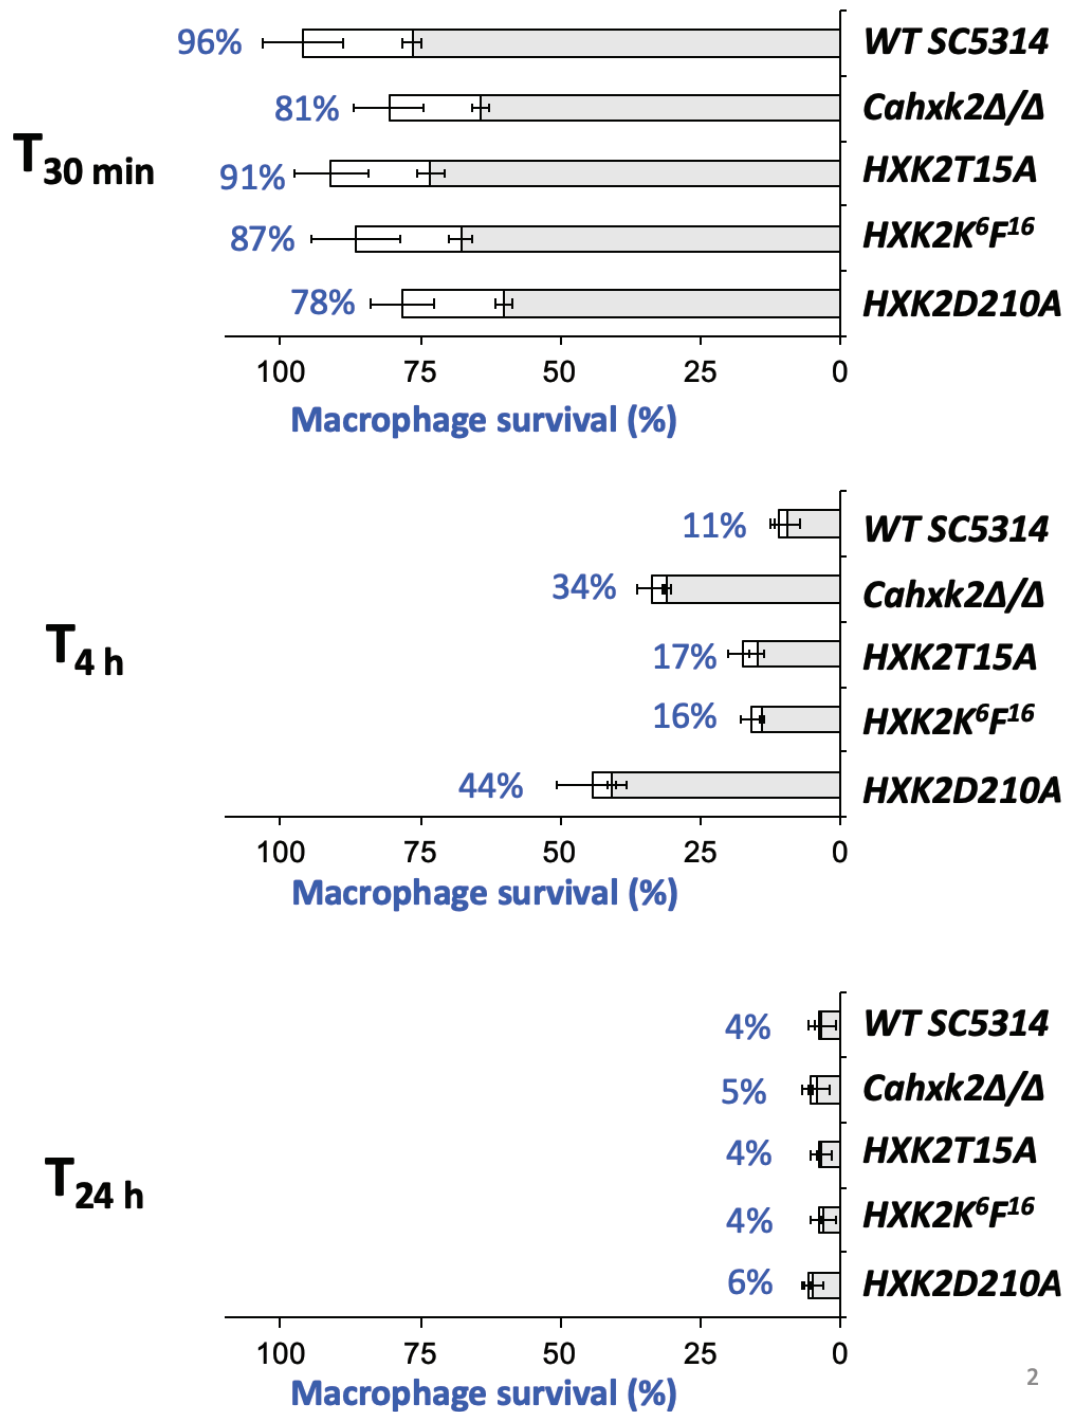 96% WT SC5314
81% Cahxk2Δ/Δ
T30 min
91% HXK2T15A
87% HXK2K⁶F¹⁶
78% HXK2D210A
100 75 50 25 0
Macrophage survival (%)
11% WT SC5314
34% Cahxk2Δ/Δ
T4 h
17% HXK2T15A
16% HXK2K⁶F¹⁶
44% HXK2D210A
100 75 50 25 0
Macrophage survival (%)
4% WT SC5314
5% Cahxk2Δ/Δ
4% HXK2T15A
T24 h
4% HXK2K⁶F¹⁶
6% HXK2D210A
100 75 50 25 0
Macrophage survival (%)
2